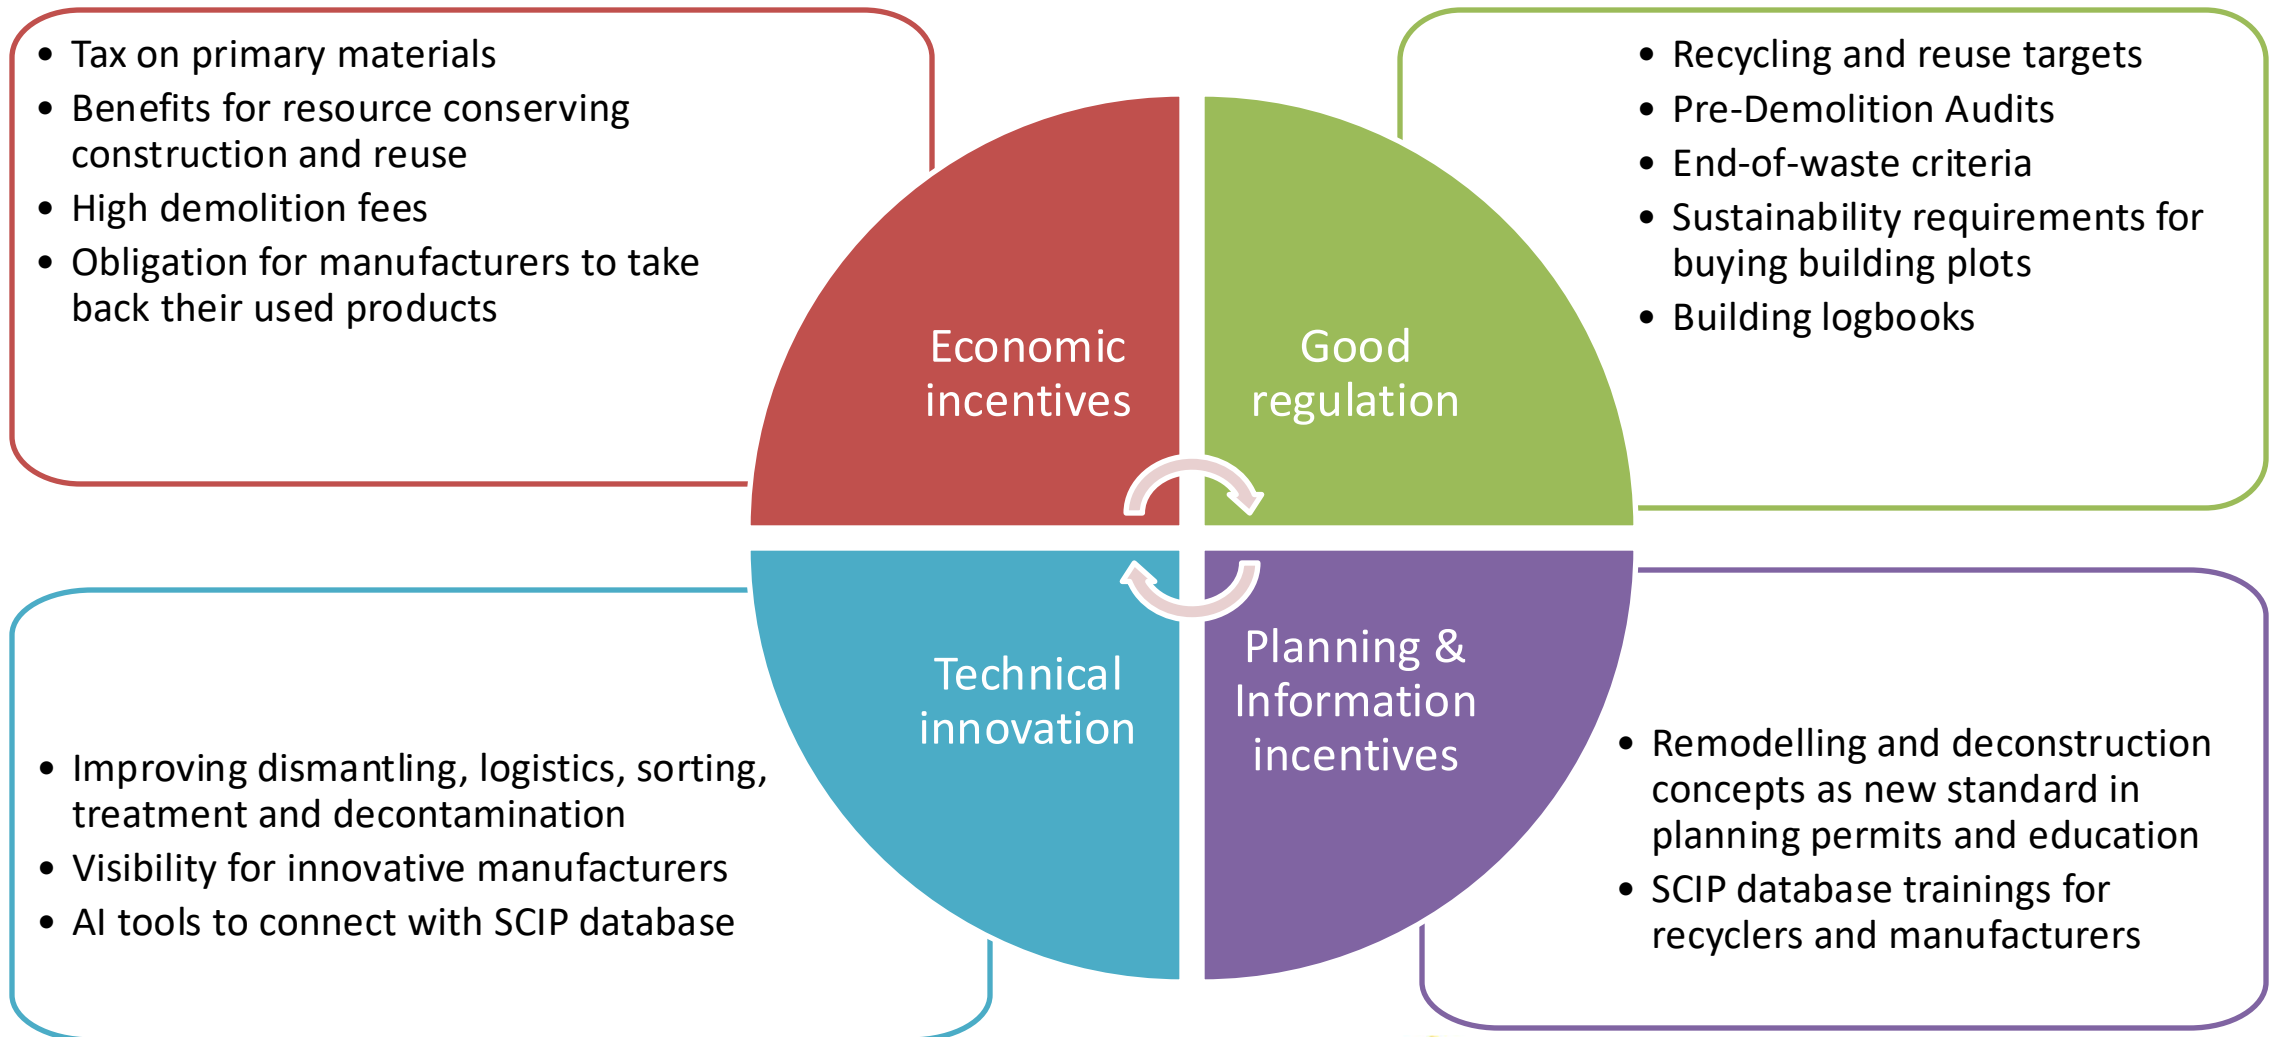 • Tax on primary materials
• Benefits for resource conserving
construction and reuse
• High demolition fees
• Obligation for manufacturers to take
back their used products
• Recycling and reuse targets
• Pre-Demolition Audits
• End-of-waste criteria
• Sustainability requirements for
buying building plots
• Building logbooks
Economic
incentives
Good
regulation
Technical
innovation
Planning &
Information
incentives
• Improving dismantling, logistics, sorting,
treatment and decontamination
• Visibility for innovative manufacturers
• AI tools to connect with SCIP database
• Remodelling and deconstruction
concepts as new standard in
planning permits and education
• SCIP database trainings for
recyclers and manufacturers